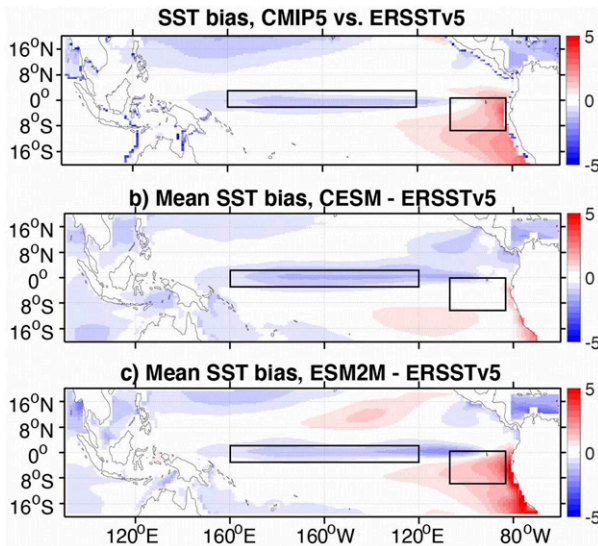 SST bias, CMIP5 vs. ERSSTv5
16°N
8°N
0°
8°S
16°S
5
0
-5
b) Mean SST bias, CESM - ERSSTv5
16°N
8°N
0°
8°S
16°S
5
0
-5
c) Mean SST bias, ESM2M - ERSSTv5
16°N
8°N
0°
8°S
16°S
5
0
-5
120°E 160°E 160°W 120°W 80°W